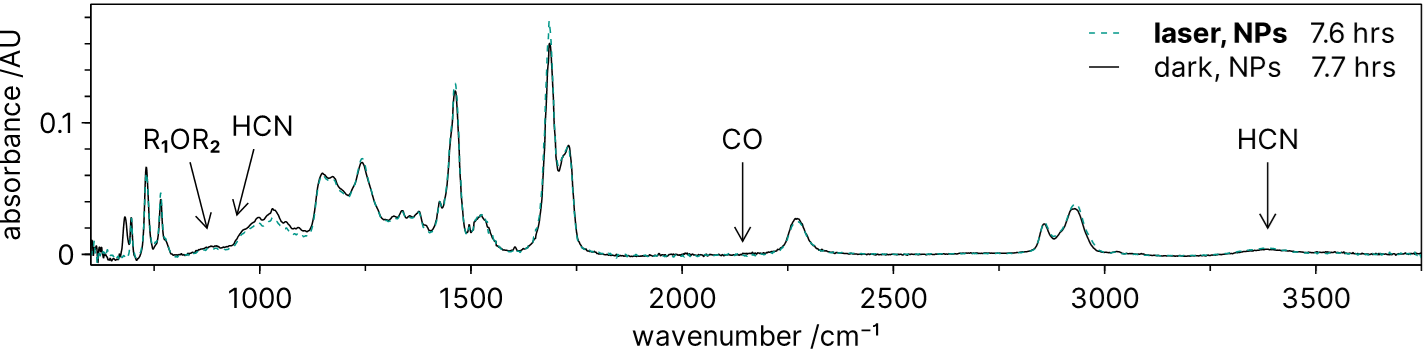 absorbance /AU
0.1
0
R₁OR₂
HCN
CO
HCN
laser, NPs 7.6 hrs
dark, NPs 7.7 hrs
1000 1500 2000 2500 3000 3500
wavenumber /cm⁻¹